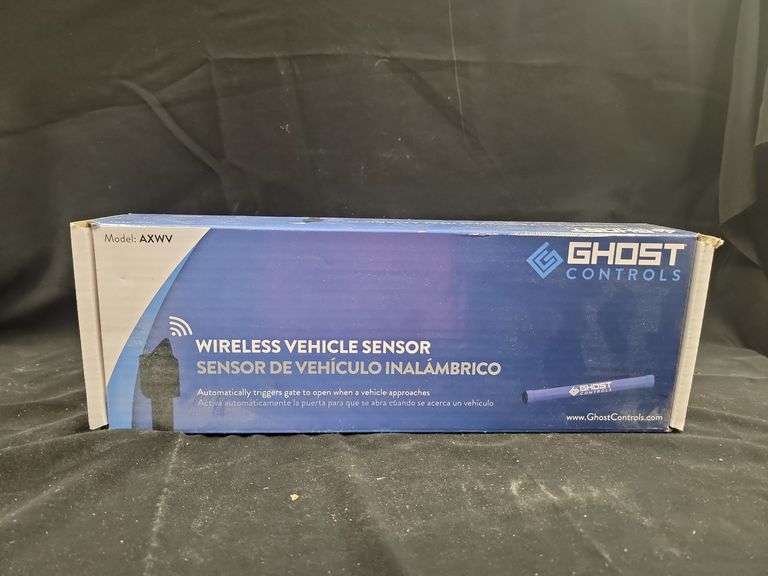 Model: AXWV
GHOST
CONTROLS
WIRELESS VEHICLE SENSOR
SENSOR DE VEHÍCULO INALÁMBRICO
Automatically triggers gate to open when a vehicle approaches
Activa automáticamente la puerta para que se abra cuando se acerca un vehículo
GHOST
CONTROLS
www.GhostControls.com